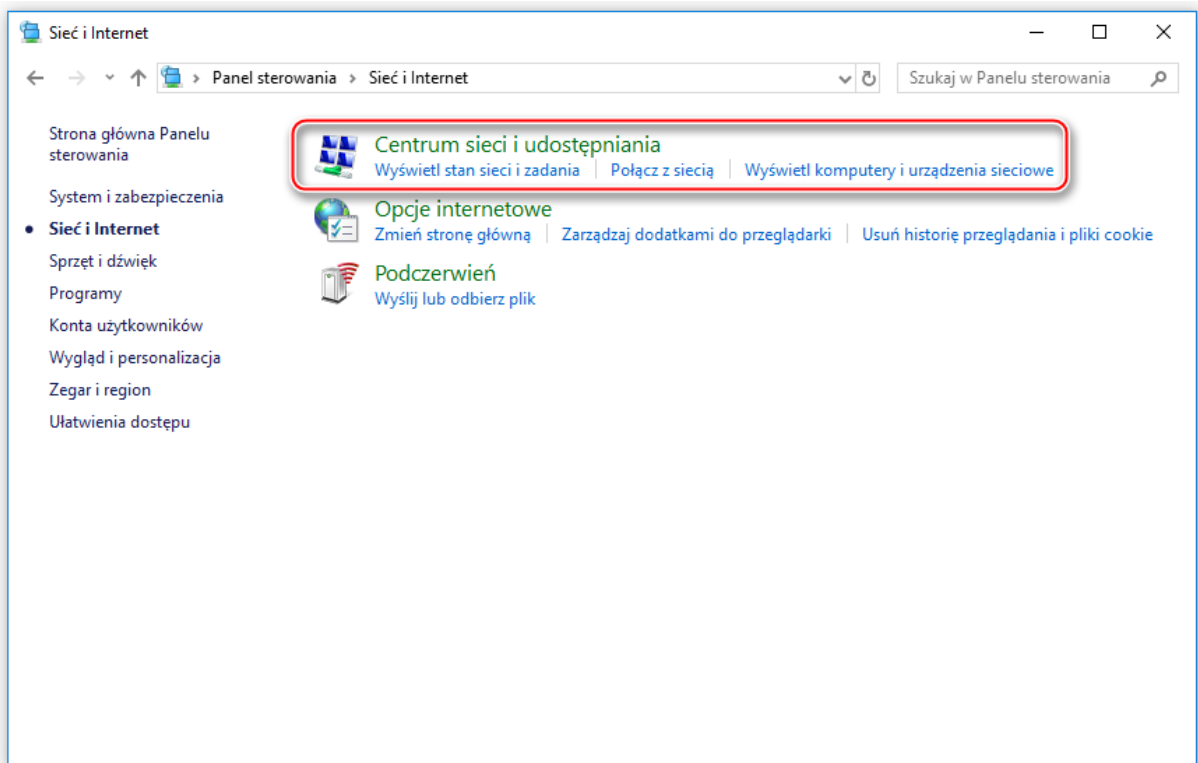 Sieć i Internet
Panel sterowania > Sieć i Internet
Szukaj w Panelu sterowania
Strona główna Panelu
sterowania
System i zabezpieczenia
Sieć i Internet
Sprzęt i dźwięk
Programy
Konta użytkowników
Wygląd i personalizacja
Zegar i region
Ułatwienia dostępu
Centrum sieci i udostępniania
Wyświetl stan sieci i zadania | Połącz z siecią | Wyświetl komputery i urządzenia sieciowe
Opcje internetowe
Zmień stronę główną | Zarządzaj dodatkami do przeglądarki | Usuń historię przeglądania i pliki cookie
Podczerwień
Wyślij lub odbierz plik